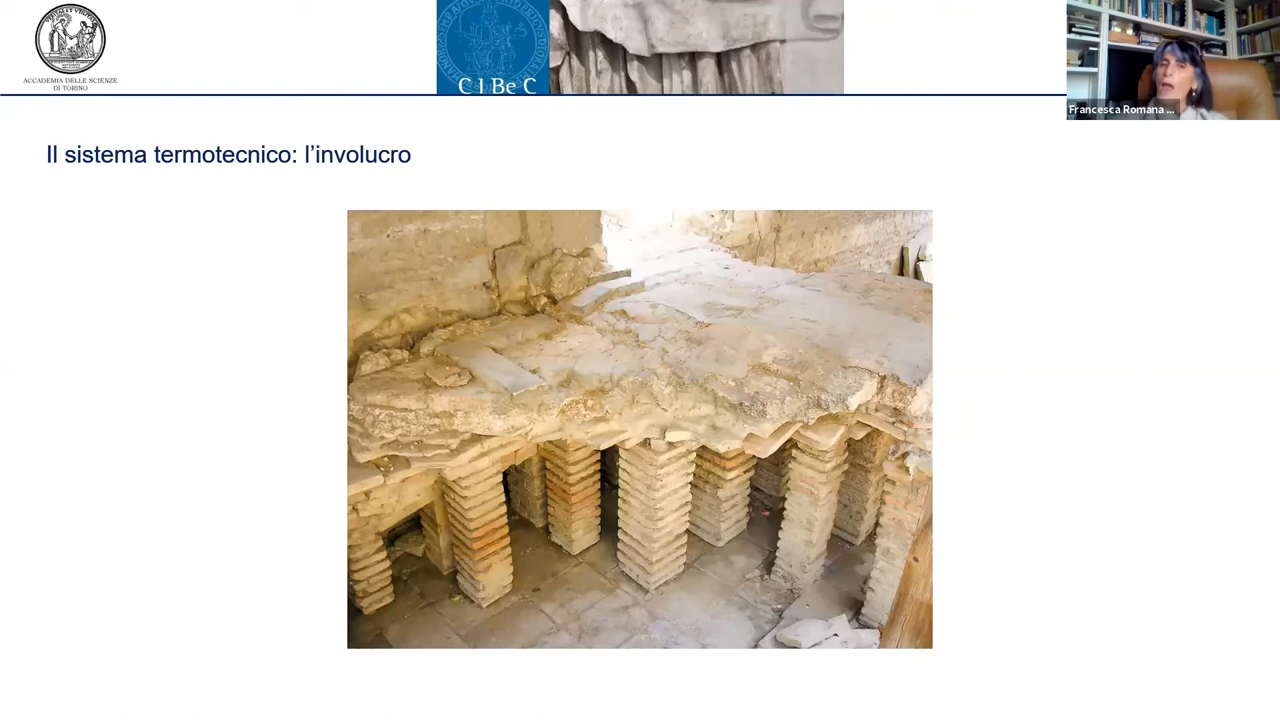 ACCADEMIA DELLE SCIENZE
DI TORINO
C I Be C
Francesca Romana ...
Il sistema termotecnico: l'involucro